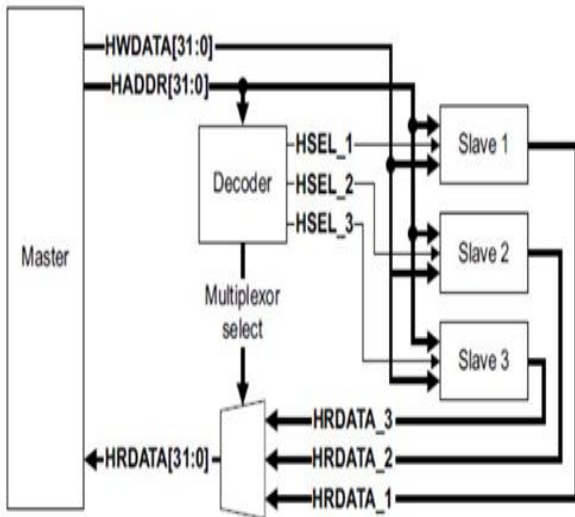 HWDATA[31:0]
HADDR[31:0]
HSEL_1
Slave 1
Decoder
HSEL_2
HSEL_3
Slave 2
Master
Multiplexor
select
Slave 3
HRDATA_3
HRDATA[31:0]
HRDATA_2
HRDATA_1